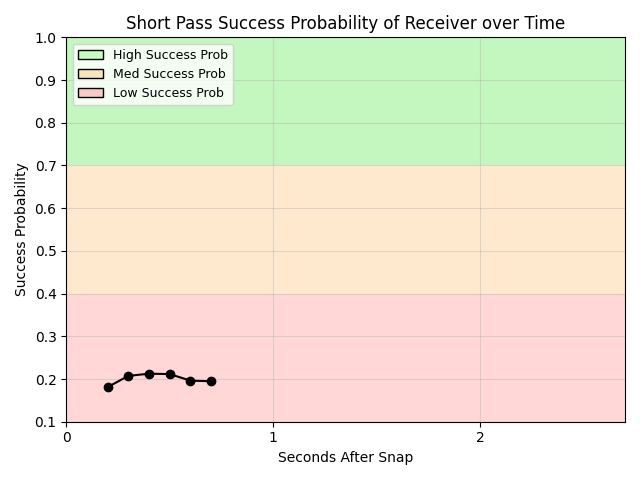 Short Pass Success Probability of Receiver over Time
High Success Prob
Med Success Prob
Low Success Prob
Success Probability
1.0
0.9
0.8
0.7
0.6
0.5
0.4
0.3
0.2
0.1
0 1 2
Seconds After Snap